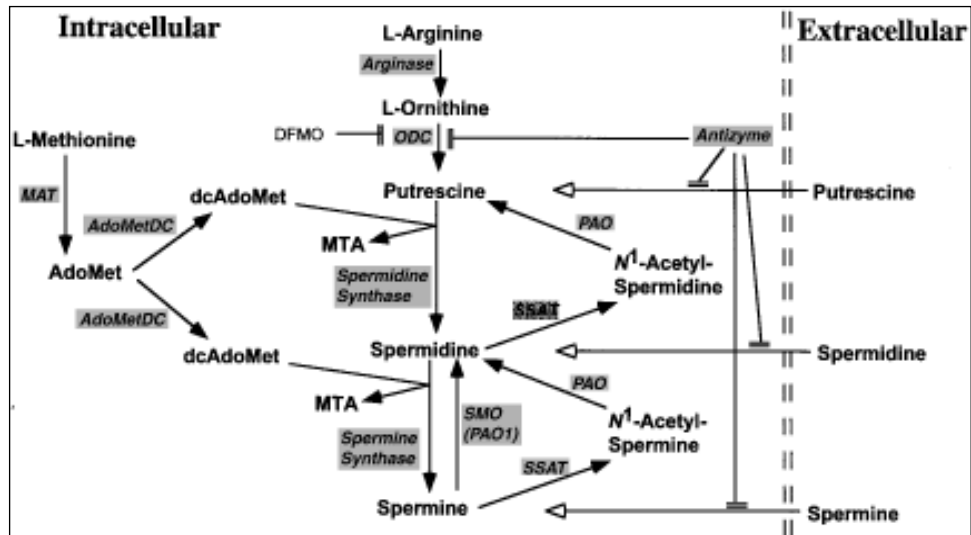 Intracellular
Extracellular
L-Arginine
Arginase
L-Ornithine
DFMO
ODC
Antizyme
L-Methionine
MAT
dcAdoMet
Putrescine
Putrescine
AdoMetDC
PAO
MTA
AdoMet
N¹-Acetyl-
Spermidine
Spermidine
Synthase
AdoMetDC
SSAT
dcAdoMet
Spermidine
Spermidine
PAO
MTA
SMO
(PAO1)
N¹-Acetyl-
Spermine
Spermine
Synthase
SSAT
Spermine
Spermine